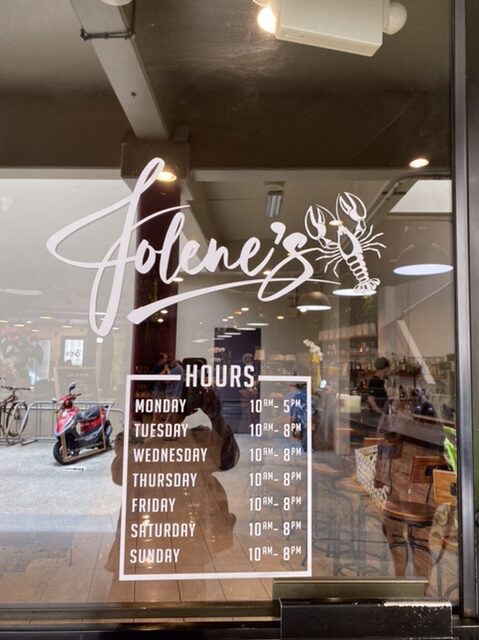 Jolene's
HOURS
MONDAY 10AM- 5PM
TUESDAY 10AM- 8PM
WEDNESDAY 10AM- 8PM
THURSDAY 10AM- 8PM
FRIDAY 10AM- 8PM
SATURDAY 10AM- 8PM
SUNDAY 10AM- 8PM